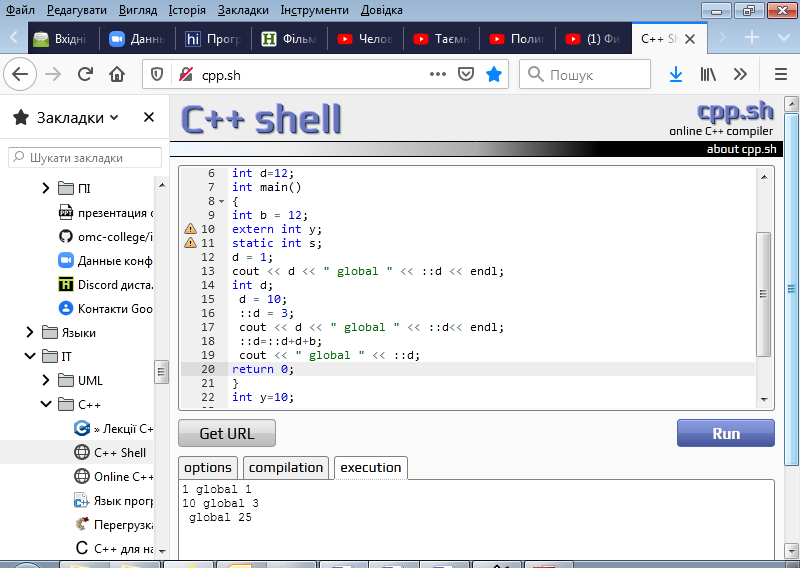 Файл Редагувати Вигляд Історія Закладки Інструменти Довідка
Вхідні Дань Прогр Фільм Челов Таємн Полит (1) Фи C++ Sh
cpp.sh Пошук
Закладки
Шукати закладки
ПІ
презентация с
omc-college/i
Данные конф
Discord диста.
Контакти Goo
Языки
IT
UML
C++
» Лекції C+
C++ Shell
Online C++
Язык прог
Перегрузка
C++ для на
C++ shell
cpp.sh
online C++ compiler
about cpp.sh
6 int d=12;
7 int main()
8 {
9 int b = 12;
10 extern int y;
11 static int s;
12 d = 1;
13 cout << d << " global " << ::d << endl;
14 int d;
15 d = 10;
16 ::d = 3;
17 cout << d << " global " << ::d<< endl;
18 ::d=::d+d+b;
19 cout << " global " << ::d;
20 return 0;
21 }
22 int y=10;
Get URL Run
options compilation execution
1 global 1
10 global 3
global 25